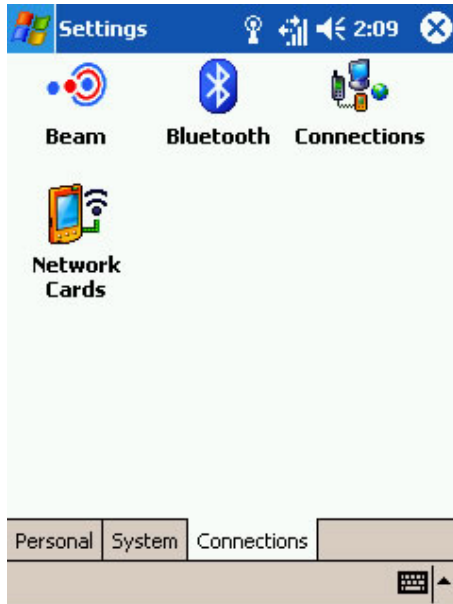 Settings 2:09
Beam Bluetooth Connections
Network
Cards
Personal System Connections